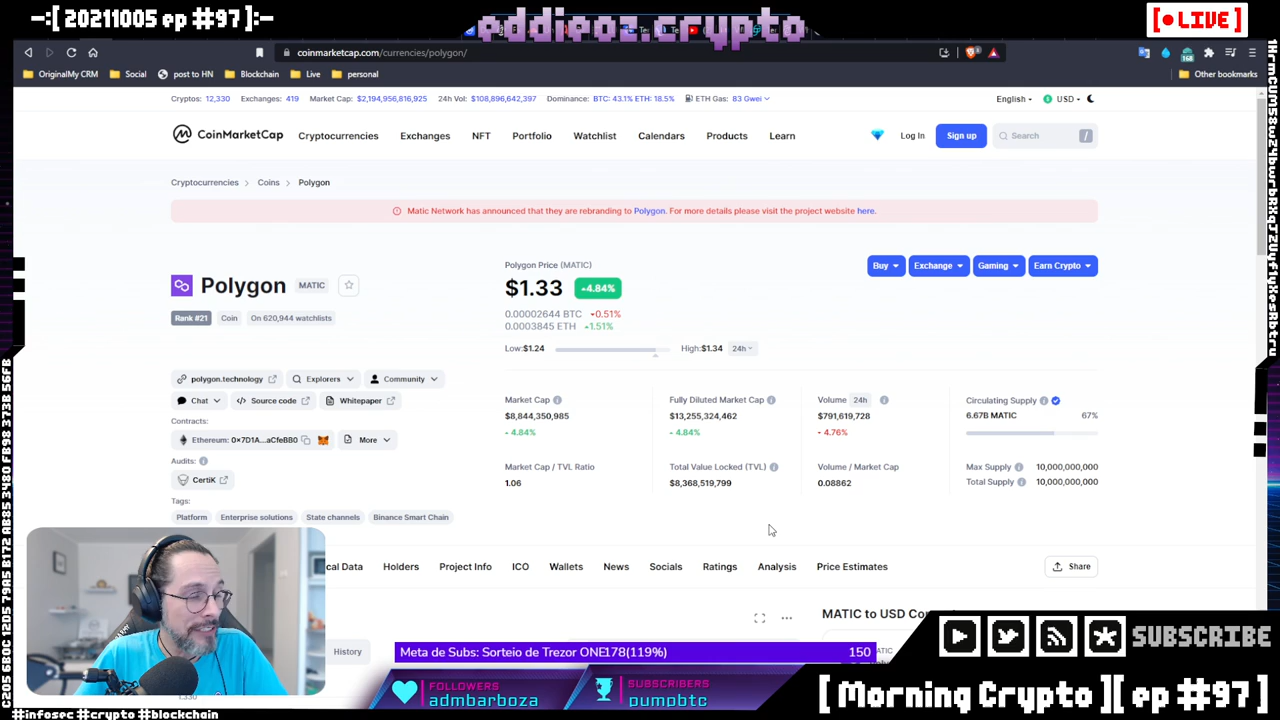 -:[ 20211005 ep #97]:-
eddieoz.crypto
[●LIVE]
coinmarketcap.com/currencies/polygon/
OriginalMy CRM
Social
post to HN
Blockchain
Live
personal
Other bookmarks
Cryptos: 12,330 Exchanges: 419 Market Cap: $2,194,956,816,925 24h Vol: $108,896,642,397 Dominance: BTC: 43.1% ETH: 18.5% ETH Gas: 83 Gwei
English USD
CoinMarketCap Cryptocurrencies Exchanges NFT Portfolio Watchlist Calendars Products Learn Log In Sign up Search /
Cryptocurrencies > Coins > Polygon
Matic Network has announced that they are rebranding to Polygon. For more details please visit the project website here.
Polygon MATIC
Rank #21 Coin On 620,944 watchlists
Polygon Price (MATIC)
$1.33 4.84%
0.00002644 BTC 0.51%
0.0003845 ETH 1.51%
Low: $1.24 High: $1.34 24h
Buy Exchange Gaming Earn Crypto
polygon.technology Explorers Community
Chat Source code Whitepaper
Contracts:
Ethereum: 0x7D1A...aCfeBB0 More
Audits:
CertiK
Tags:
Platform Enterprise solutions State channels Binance Smart Chain
Market Cap
$8,844,350,985
4.84%
Fully Diluted Market Cap
$13,255,324,462
4.84%
Volume 24h
$791,619,728
4.76%
Circulating Supply
6.67B MATIC 67%
Market Cap / TVL Ratio
1.06
Total Value Locked (TVL)
$8,368,519,799
Volume / Market Cap
0.08862
Max Supply 10,000,000,000
Total Supply 10,000,000,000
cal Data Holders Project Info ICO Wallets News Socials Ratings Analysis Price Estimates Share
MATIC to USD Co
History
Meta de Subs: Sorteio de Trezor ONE178(119%) 150
FOLLOWERS
admbarboza
SUBSCRIBERS
pumpbtc
SUBSCRIBE
[ Morning Crypto ][ ep #97 ]
#infosec #crypto #blockchain
1.330